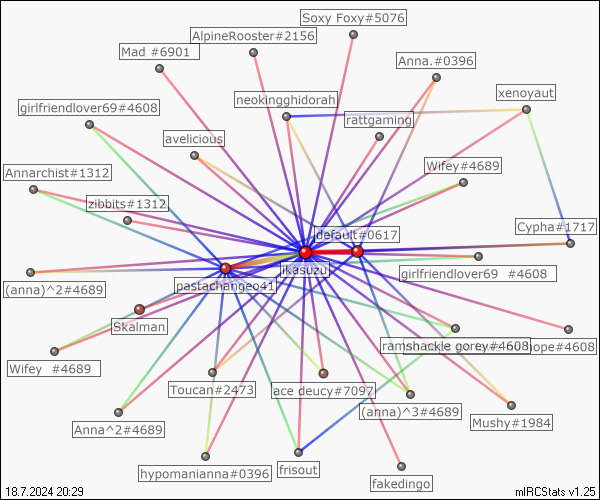 Soxy Foxy#5076
AlpineRooster#2156
Mad #6901
Anna.#0396
xenoyaut
neokingghidorah
girlfriendlover69#4608
rattgaming
avelicious
Wifey#4689
Annarchist#1312
zibbits#1312
Cypha#1717
default#0617
jkasuzu
girlfriendlover69 #4608
(anna)^2#4689
pastachangeo41
Skalman
ramshackle gorey#4608
hope#4608
Wifey #4689
Toucan#2473
ace deucy#7097
(anna)^3#4689
Mushy#1984
Anna^2#4689
hypomanianna#0396
frisout
fakedingo
18.7.2024 20:29
mIRCStats v1.25